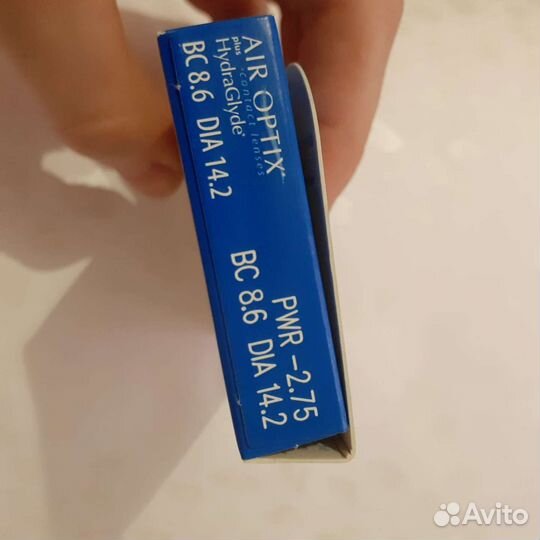 AIR OPTIX
plus
contact lenses
HydraGlyde®
BC 8.6 DIA 14.2
PWR -2.75
BC 8.6 DIA 14.2
Avito